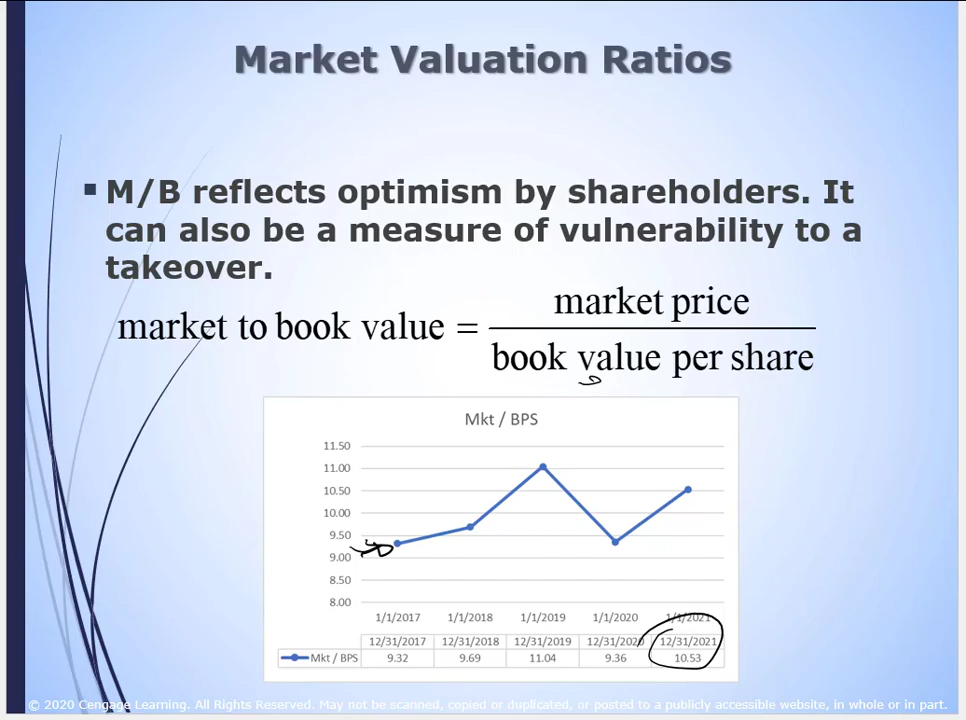 Market Valuation Ratios
▪ M/B reflects optimism by shareholders. It
can also be a measure of vulnerability to a
takeover.
market to book value = market price
book value per share
Mkt / BPS
11.50
11.00
10.50
10.00
9.50
9.00
8.50
8.00
1/1/2017 1/1/2018 1/1/2019 1/1/2020 1/1/2021
12/31/2017 12/31/2018 12/31/2019 12/31/2020 12/31/2021
Mkt / BPS 9.32 9.69 11.04 9.36 10.53
© 2020 Cengage Learning. All Rights Reserved. May not be scanned, copied or duplicated, or posted to a publicly accessible website, in whole or in part.